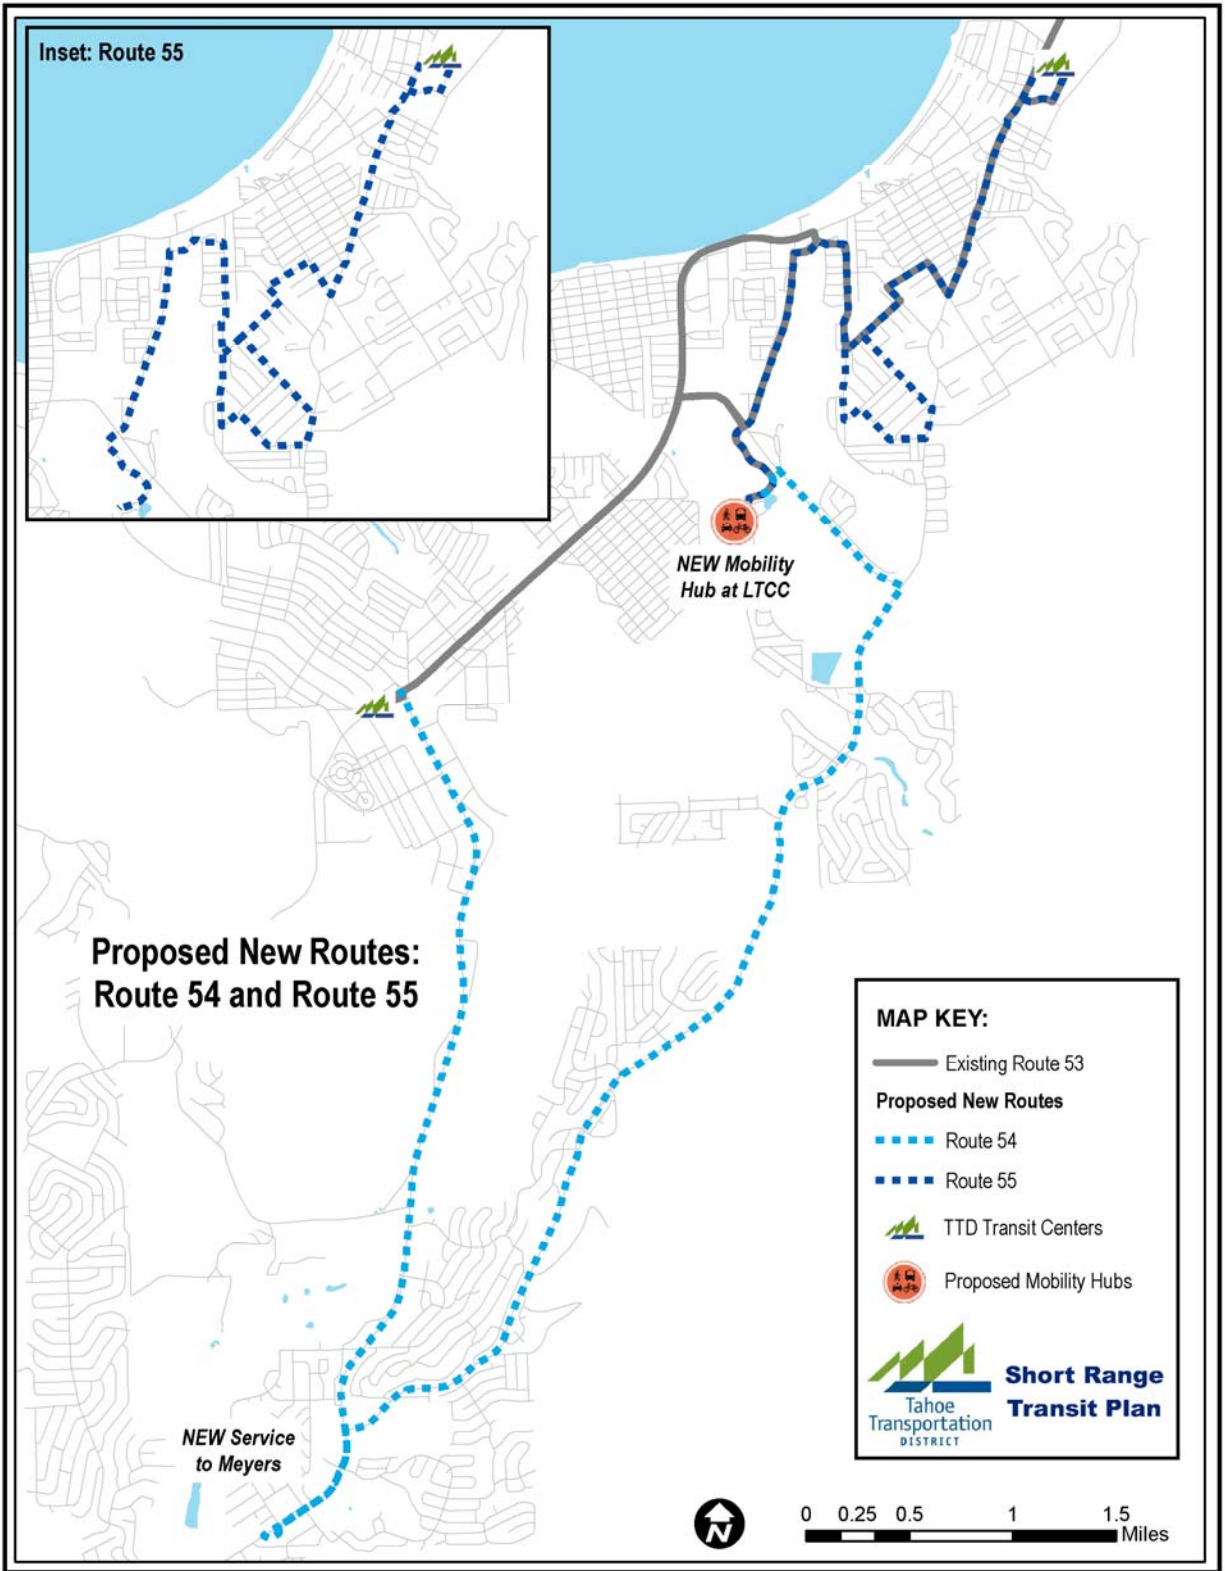 Inset: Route 55
NEW Mobility
Hub at LTCC
Proposed New Routes:
Route 54 and Route 55
NEW Service
to Meyers
MAP KEY:
Existing Route 53
Proposed New Routes
Route 54
Route 55
TTD Transit Centers
Proposed Mobility Hubs
Tahoe
Transportation
DISTRICT
Short Range
Transit Plan
N
0 0.25 0.5 1 1.5
Miles